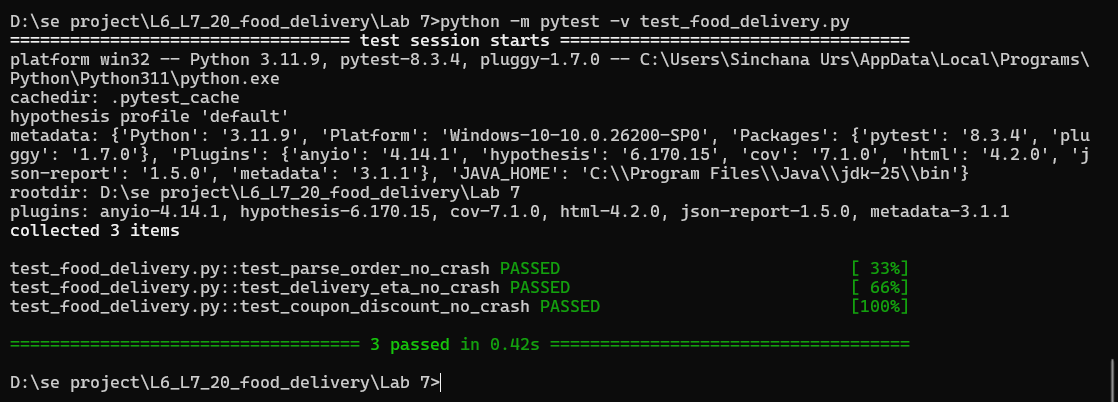 D:\se project\L6_L7_20_food_delivery\Lab 7>python -m pytest -v test_food_delivery.py
================================== test session starts ===================================
platform win32 -- Python 3.11.9, pytest-8.3.4, pluggy-1.7.0 -- C:\Users\Sinchana Urs\AppData\Local\Programs\
Python\Python311\python.exe
cachedir: .pytest_cache
hypothesis profile 'default'
metadata: {'Python': '3.11.9', 'Platform': 'Windows-10-10.0.26200-SP0', 'Packages': {'pytest': '8.3.4', 'plu
ggy': '1.7.0'}, 'Plugins': {'anyio': '4.14.1', 'hypothesis': '6.170.15', 'cov': '7.1.0', 'html': '4.2.0', 'j
son-report': '1.5.0', 'metadata': '3.1.1'}, 'JAVA_HOME': 'C:\\Program Files\\Java\\jdk-25\\bin'}
rootdir: D:\se project\L6_L7_20_food_delivery\Lab 7
plugins: anyio-4.14.1, hypothesis-6.170.15, cov-7.1.0, html-4.2.0, json-report-1.5.0, metadata-3.1.1
collected 3 items

test_food_delivery.py::test_parse_order_no_crash PASSED                             [ 33%]
test_food_delivery.py::test_delivery_eta_no_crash PASSED                            [ 66%]
test_food_delivery.py::test_coupon_discount_no_crash PASSED                         [100%]

=================================== 3 passed in 0.42s ====================================

D:\se project\L6_L7_20_food_delivery\Lab 7>